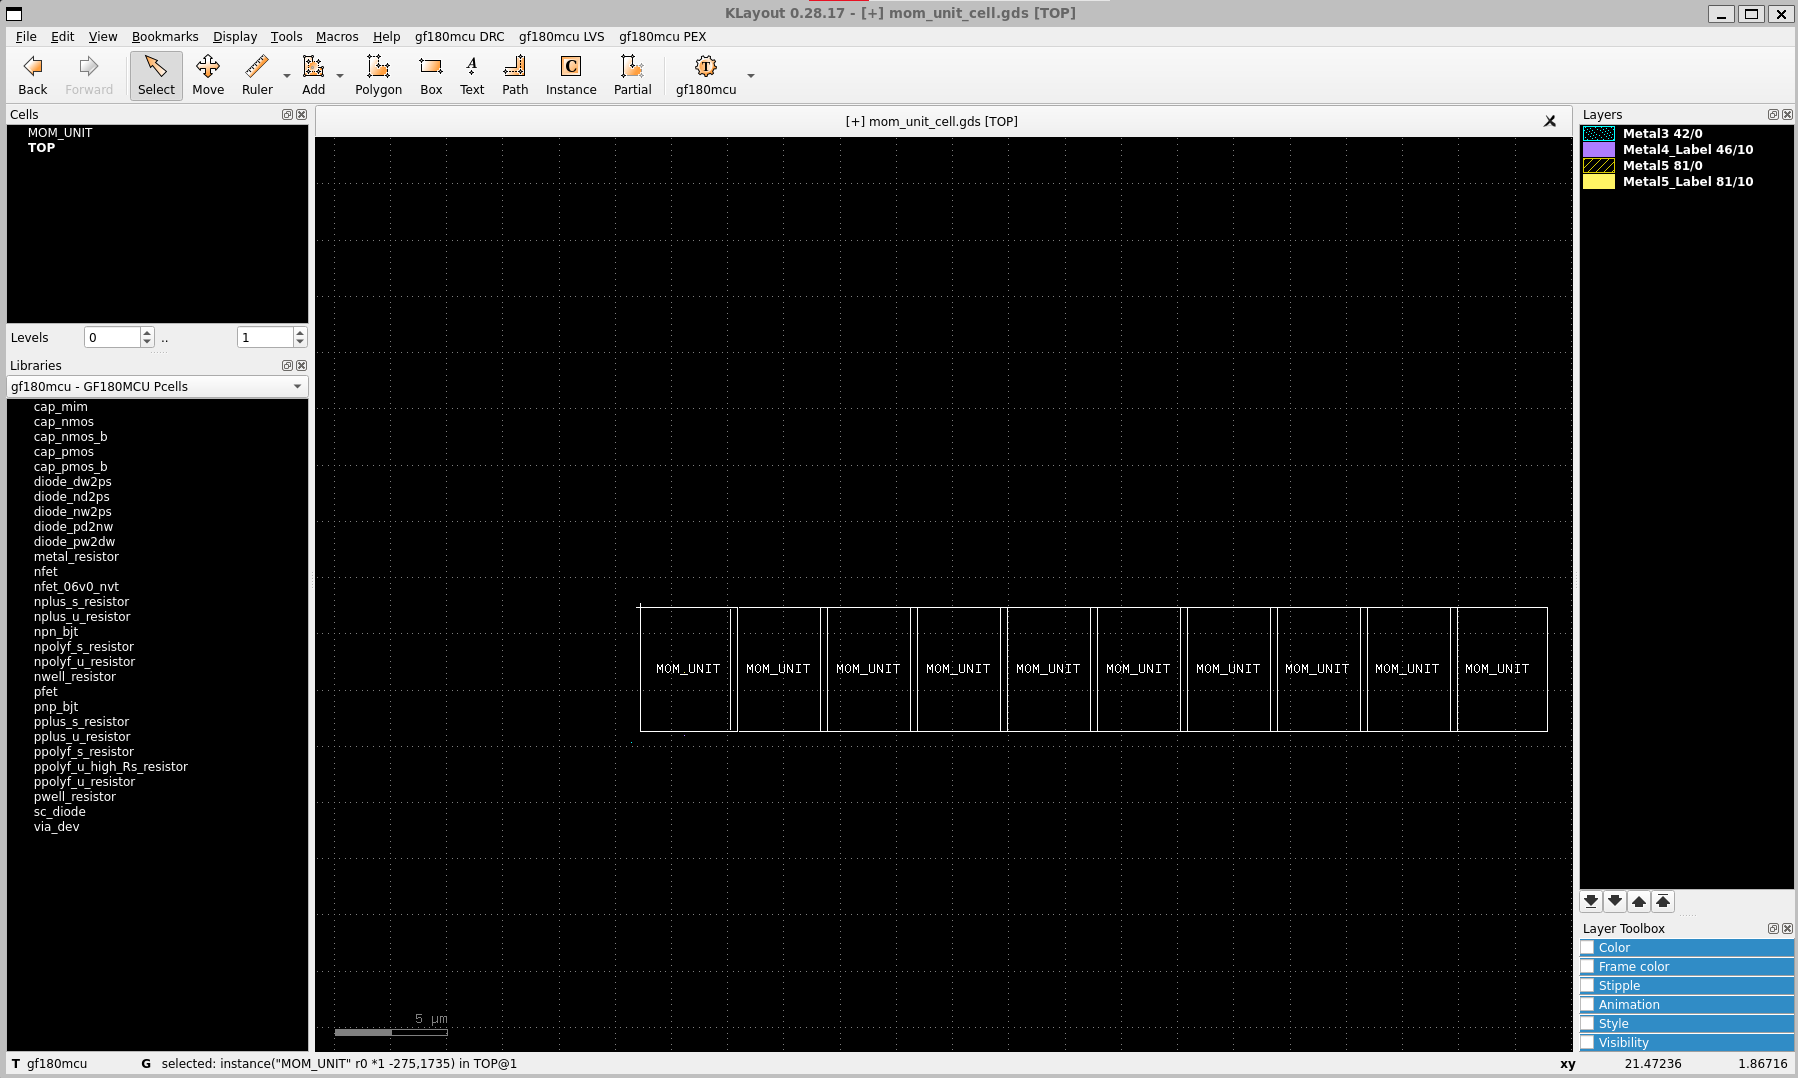 KLayout 0.28.17 - [+] mom_unit_cell.gds [TOP]
File Edit View Bookmarks Display Tools Macros Help gf180mcu DRC gf180mcu LVS gf180mcu PEX
Back Forward Select Move Ruler Add Polygon Box Text Path Instance Partial gf180mcu
Cells
MOM_UNIT
TOP
Levels 0 .. 1
Libraries
gf180mcu - GF180MCU Pcells
cap_mim
cap_nmos
cap_nmos_b
cap_pmos
cap_pmos_b
diode_dw2ps
diode_nd2ps
diode_nw2ps
diode_pd2nw
diode_pw2dw
metal_resistor
nfet
nfet_06v0_nvt
nplus_s_resistor
nplus_u_resistor
npn_bjt
npolyf_s_resistor
npolyf_u_resistor
nwell_resistor
pfet
pnp_bjt
pplus_s_resistor
pplus_u_resistor
ppolyf_s_resistor
ppolyf_u_high_Rs_resistor
ppolyf_u_resistor
pwell_resistor
sc_diode
via_dev
[+] mom_unit_cell.gds [TOP]
MOM_UNIT MOM_UNIT MOM_UNIT MOM_UNIT MOM_UNIT MOM_UNIT MOM_UNIT MOM_UNIT MOM_UNIT MOM_UNIT
5 µm
Layers
Metal3 42/0
Metal4_Label 46/10
Metal5 81/0
Metal5_Label 81/10
Layer Toolbox
Color
Frame color
Stipple
Animation
Style
Visibility
T gf180mcu G selected: instance("MOM_UNIT" r0 *1 -275,1735) in TOP@1 xy 21.47236 1.86716